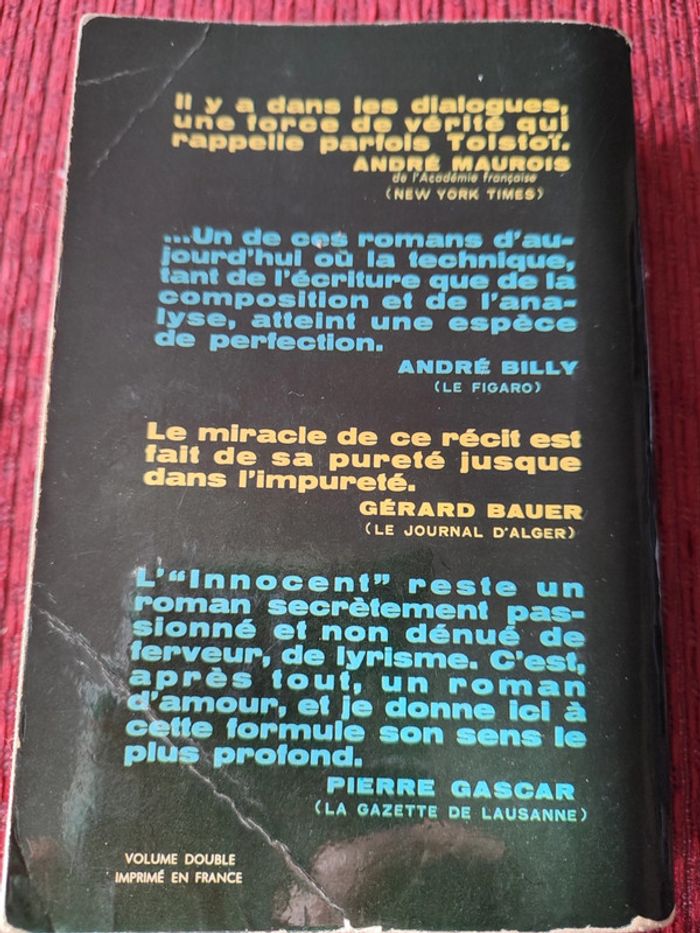 Il y a dans les dialogues,
une force de vérité qui
rappelle parfois Tolstoï.
ANDRÉ MAUROIS
de l'Académie française
(NEW YORK TIMES)
...Un de ces romans d'au-
jourd'hui où la technique,
tant de l'écriture que de la
composition et de l'ana-
lyse, atteint une espèce
de perfection.
ANDRÉ BILLY
(LE FIGARO)
Le miracle de ce récit est
fait de sa pureté jusque
dans l'impureté.
GÉRARD BAUER
(LE JOURNAL D'ALGER)
L'"Innocent" reste un
roman secrètement pas-
sionné et non dénué de
ferveur, de lyrisme. C'est,
après tout, un roman
d'amour, et je donne ici à
cette formule son sens le
plus profond.
PIERRE GASCAR
(LA GAZETTE DE LAUSANNE)
VOLUME DOUBLE
IMPRIMÉ EN FRANCE